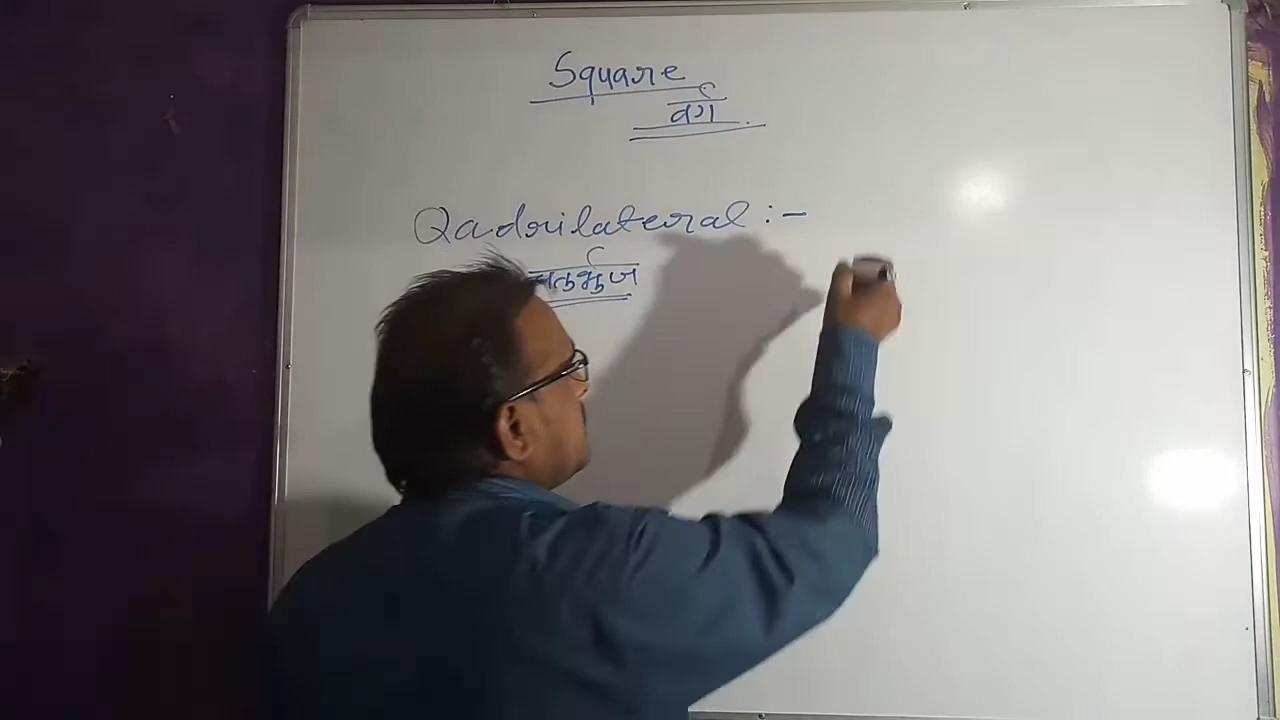 Square
वर्ग
Qadrilateral :-